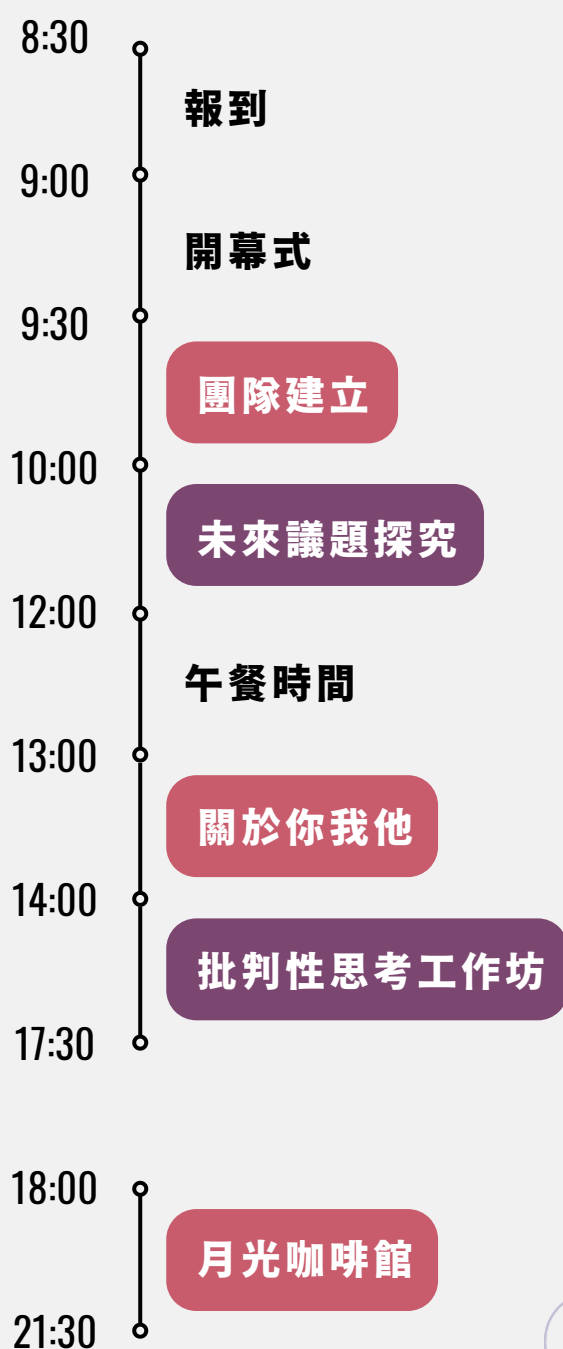 8:30
報到
9:00
開幕式
9:30
團隊建立
10:00
未來議題探究
12:00
午餐時間
13:00
關於你我他
14:00
批判性思考工作坊
17:30
18:00
月光咖啡館
21:30